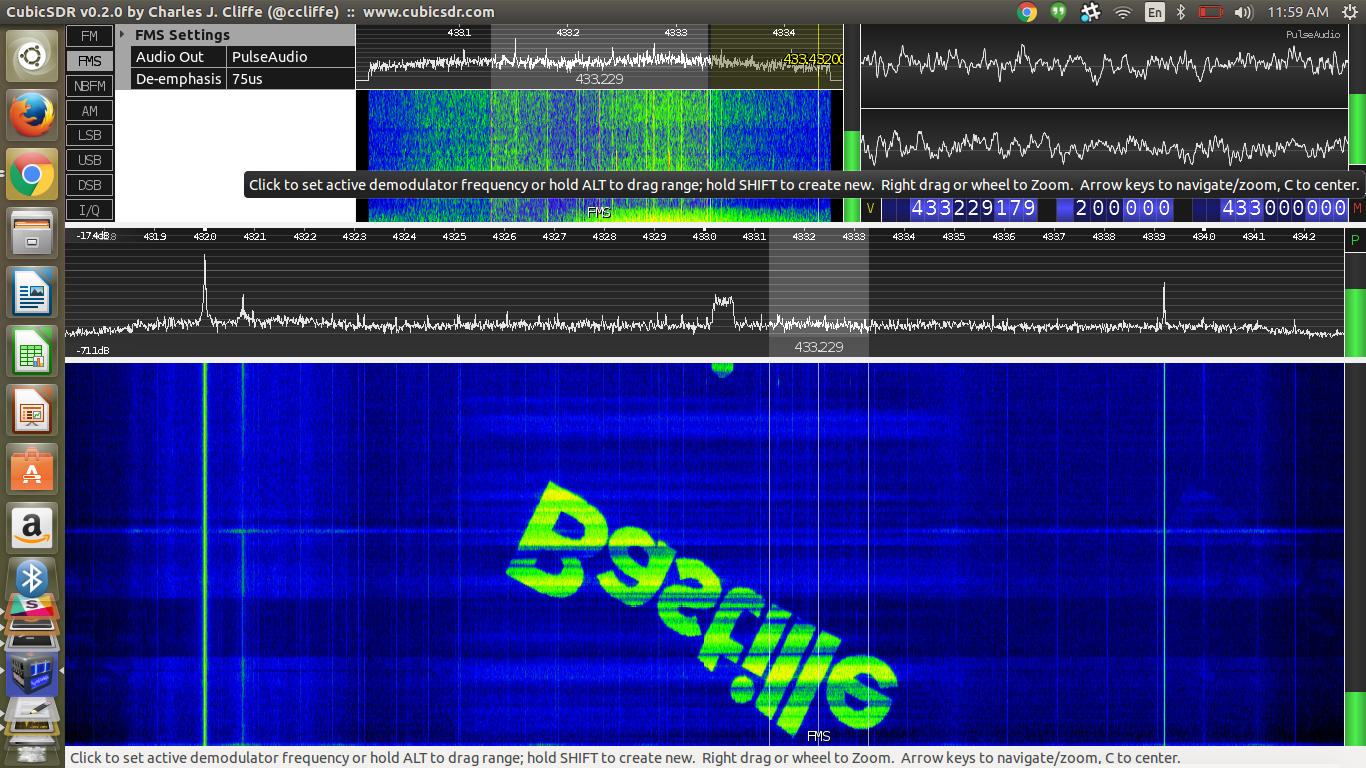 CubicSDR v0.2.0 by Charles J. Cliffe (@ccliffe) :: www.cubicsdr.com
En
11:59 AM
FM
FMS
NBFM
AM
LSB
USB
DSB
I/Q
FMS Settings
Audio Out PulseAudio
De-emphasis 75us
433.1 433.2 433.3 433.4
433.43200
433.229
FMS
PulseAudio
Click to set active demodulator frequency or hold ALT to drag range; hold SHIFT to create new. Right drag or wheel to Zoom. Arrow keys to navigate/zoom, C to center.
V 433229179 200000 433000000 M
-17.4dB 431.9 432.0 432.1 432.2 432.3 432.4 432.5 432.6 432.7 432.8 432.9 433.0 433.1 433.2 433.3 433.4 433.5 433.6 433.7 433.8 433.9 434.0 434.1 434.2
P
433.229
-71.1dB
Bastille
FMS
Click to set active demodulator frequency or hold ALT to drag range; hold SHIFT to create new. Right drag or wheel to Zoom. Arrow keys to navigate/zoom, C to center.